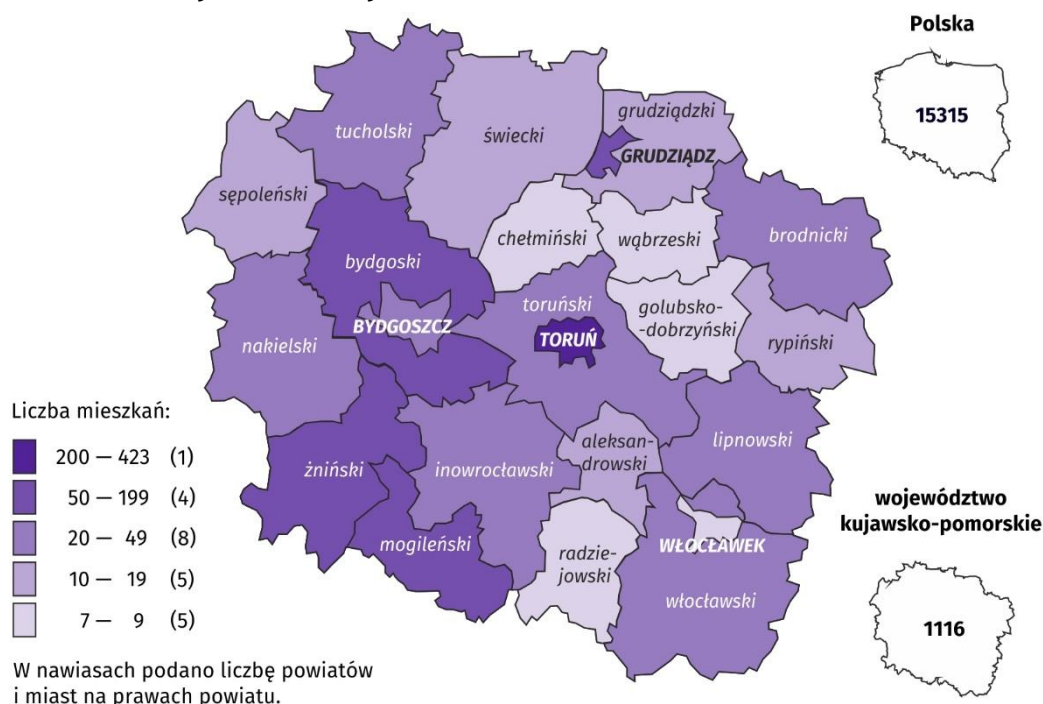 Polska
15315
tucholski
świecki
grudziądzki
GRUDZIĄDZ
sępoleński
chełmiński
wąbrzeski
brodnicki
bydgoski
toruński
golubsko-
-dobrzyński
BYDGOSZCZ
TORUŃ
nakielski
rypiński
Liczba mieszkań:
200 — 423 (1)
50 — 199 (4)
20 — 49 (8)
10 — 19 (5)
7 — 9 (5)
aleksan-
drowski
lipnowski
żniński
inowrocławski
mogileński
radzie-
jowski
WŁOCŁAWEK
włocławski
województwo
kujawsko-pomorskie
1116
W nawiasach podano liczbę powiatów
i miast na prawach powiatu.